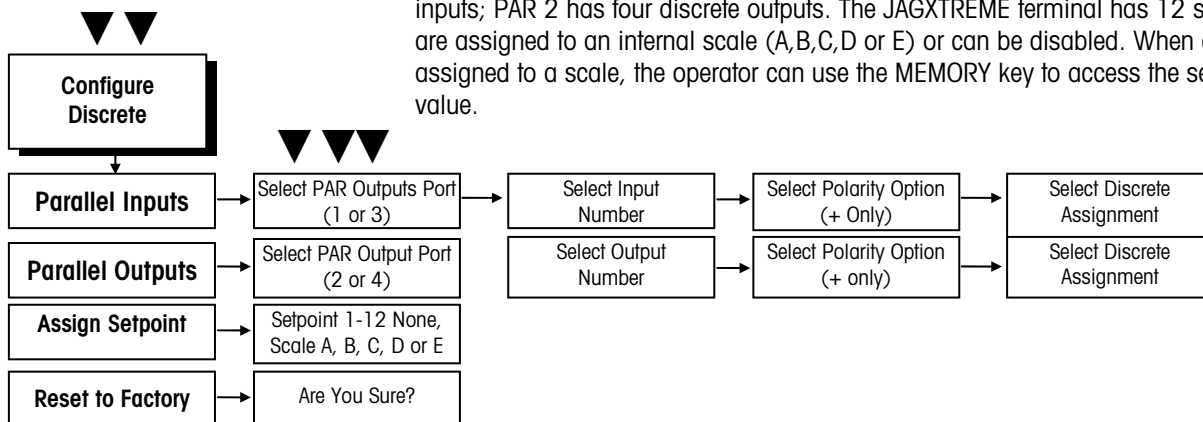 inputs; PAR 2 has four discrete outputs. The JAGXTREME terminal has 12
are assigned to an internal scale (A,B,C,D or E) or can be disabled. When
assigned to a scale, the operator can use the MEMORY key to access the
value.
Configure
Discrete
Parallel Inputs
Select PAR Outputs Port
(1 or 3)
Select Input
Number
Select Polarity Option
(+ Only)
Select Discrete
Assignment
Parallel Outputs
Select PAR Output Port
(2 or 4)
Select Output
Number
Select Polarity Option
(+ only)
Select Discrete
Assignment
Assign Setpoint
Setpoint 1-12 None,
Scale A, B, C, D or E
Reset to Factory
Are You Sure?